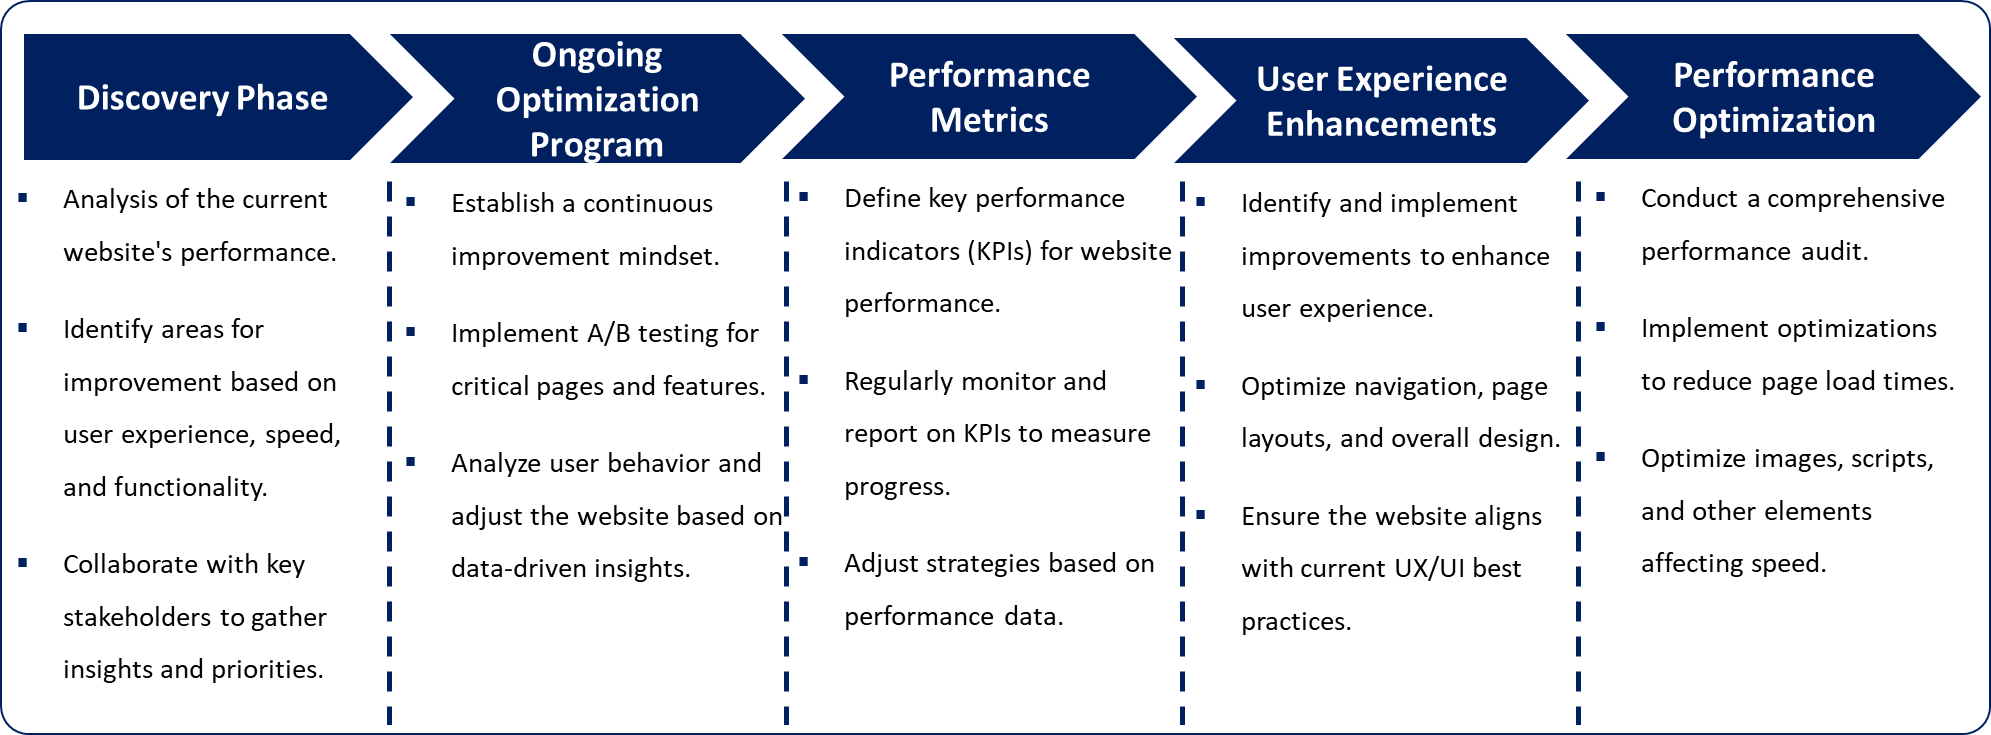 Discovery Phase
Analysis of the current
website's performance.
Identify areas for
improvement based on
user experience, speed,
and functionality.
Collaborate with key
stakeholders to gather
insights and priorities.
Ongoing
Optimization
Program
Establish a continuous
improvement mindset.
Implement A/B testing for
critical pages and features.
Analyze user behavior and
adjust the website based on
data-driven insights.
Performance
Metrics
Define key performance
indicators (KPIs) for website
performance.
Regularly monitor and
report on KPIs to measure
progress.
Adjust strategies based on
performance data.
User Experience
Enhancements
Identify and implement
improvements to enhance
user experience.
Optimize navigation, page
layouts, and overall design.
Ensure the website aligns
with current UX/UI best
practices.
Performance
Optimization
Conduct a comprehensive
performance audit.
Implement optimizations
to reduce page load times.
Optimize images, scripts,
and other elements
affecting speed.